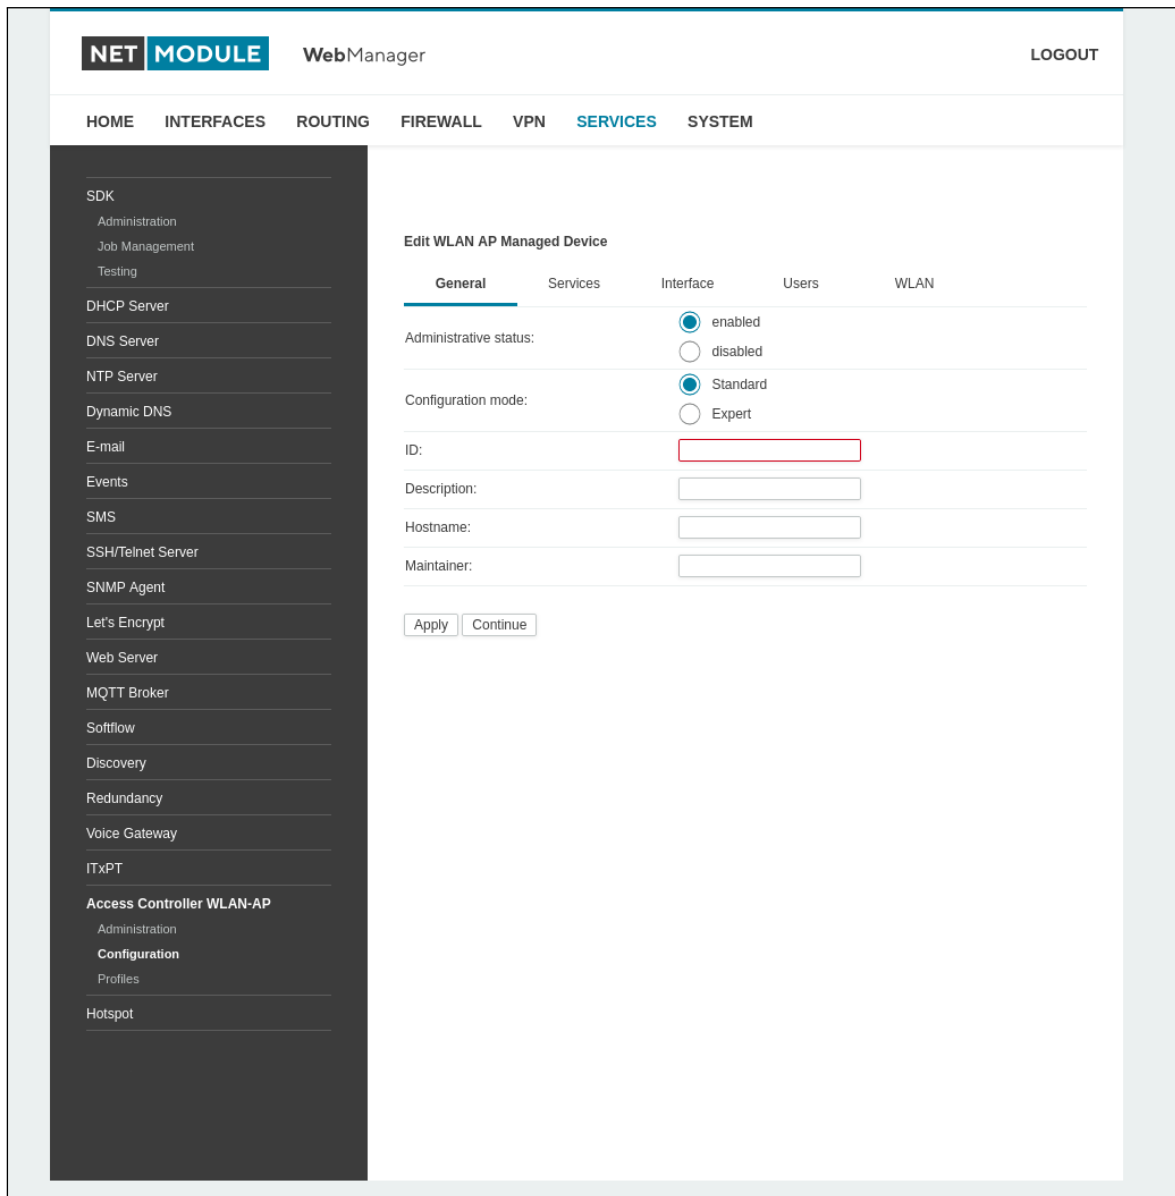 NET MODULE WebManager LOGOUT
HOME INTERFACES ROUTING FIREWALL VPN SERVICES SYSTEM
SDK
Administration
Job Management
Testing
DHCP Server
DNS Server
NTP Server
Dynamic DNS
E-mail
Events
SMS
SSH/Telnet Server
SNMP Agent
Let's Encrypt
Web Server
MQTT Broker
Softflow
Discovery
Redundancy
Voice Gateway
ITxPT
Access Controller WLAN-AP
Administration
Configuration
Profiles
Hotspot
Edit WLAN AP Managed Device
General Services Interface Users WLAN
Administrative status:
enabled
disabled
Configuration mode:
Standard
Expert
ID:
Description:
Hostname:
Maintainer:
Apply Continue